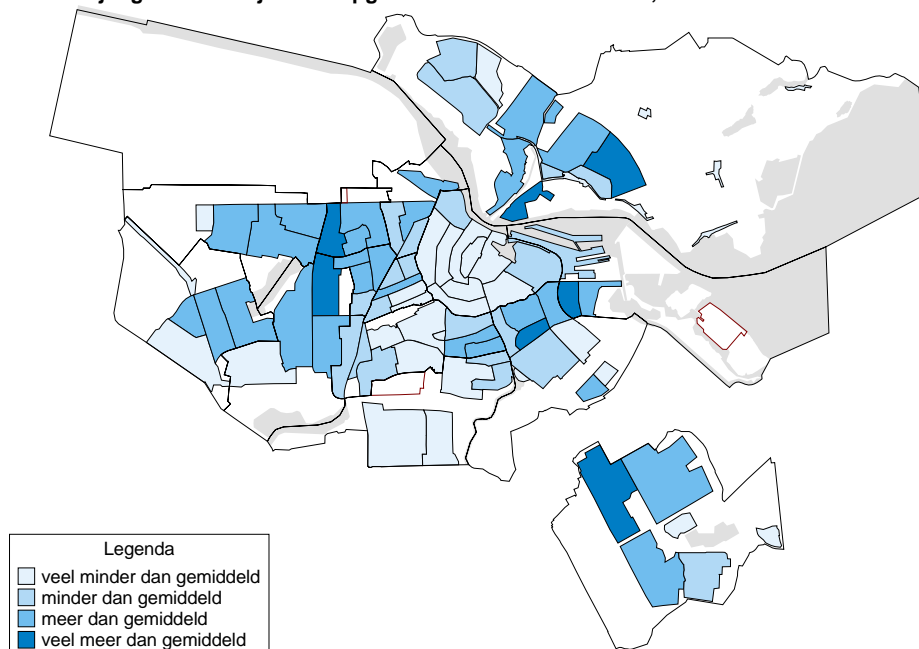 Legenda
veel minder dan gemiddeld
minder dan gemiddeld
meer dan gemiddeld
veel meer dan gemiddeld